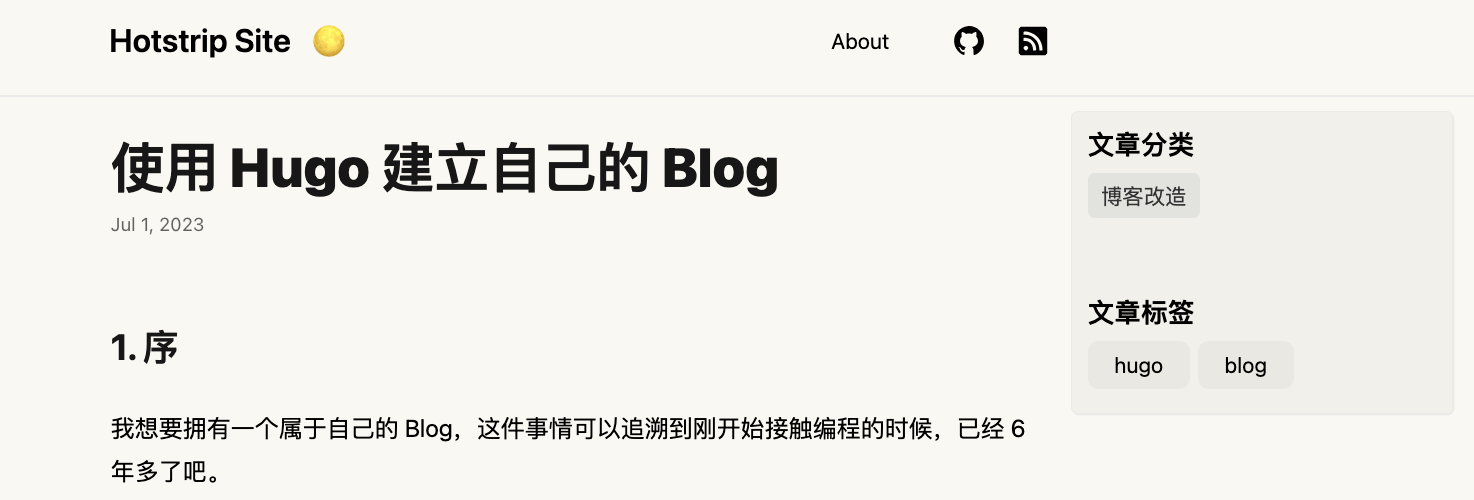 Hotstrip Site
About
使用 Hugo 建立自己的 Blog
Jul 1, 2023
1. 序
我想要拥有一个属于自己的 Blog，这件事情可以追溯到刚开始接触编程的时候，已经 6
年多了吧。
文章分类
博客改造
文章标签
hugo
blog